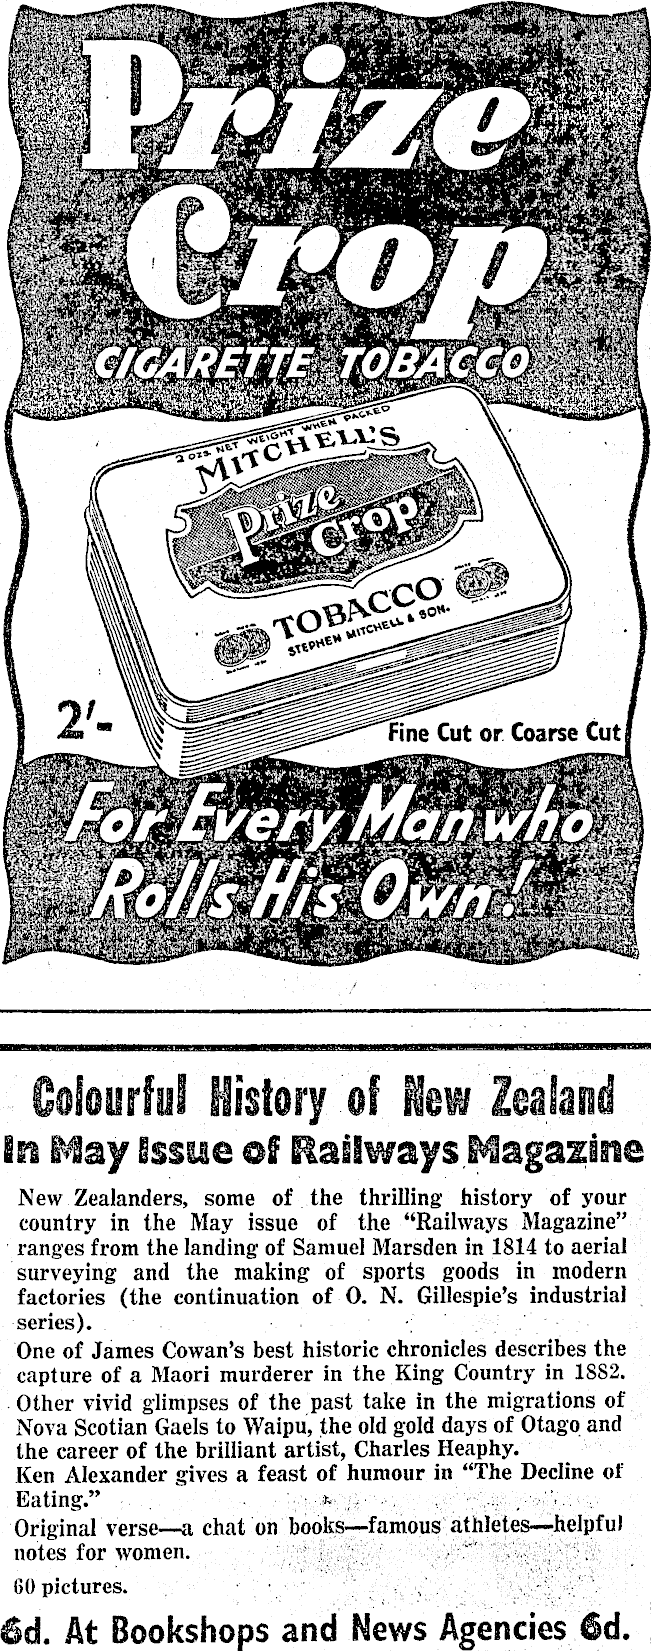 Prize
Crop
CIGARETTE TOBACCO
2 OZS. NET WEIGHT WHEN PACKED
MITCHELL'S
Prize
Crop
TOBACCO
STEPHEN MITCHELL & SON.
2'-
Fine Cut or Coarse Cut
For Every Man who
Rolls His Own!
Colourful History of New Zealand
In May Issue of Railways Magazine
New Zealanders, some of the thrilling history of your
country in the May issue of the “Railways Magazine”
ranges from the landing of Samuel Marsden in 1814 to aerial
surveying and the making of sports goods in modern
factories (the continuation of O. N. Gillespie's industrial
series).
One of James Cowan's best historic chronicles describes the
capture of a Maori murderer in the King Country in 1882.
Other vivid glimpses of the past take in the migrations of
Nova Scotian Gaels to Waipu, the old gold days of Otago and
the career of the brilliant artist, Charles Heaphy.
Ken Alexander gives a feast of humour in “The Decline of
Eating.”
Original verse—a chat on books—famous athletes—helpful
notes for women.
60 pictures.
6d. At Bookshops and News Agencies 6d.